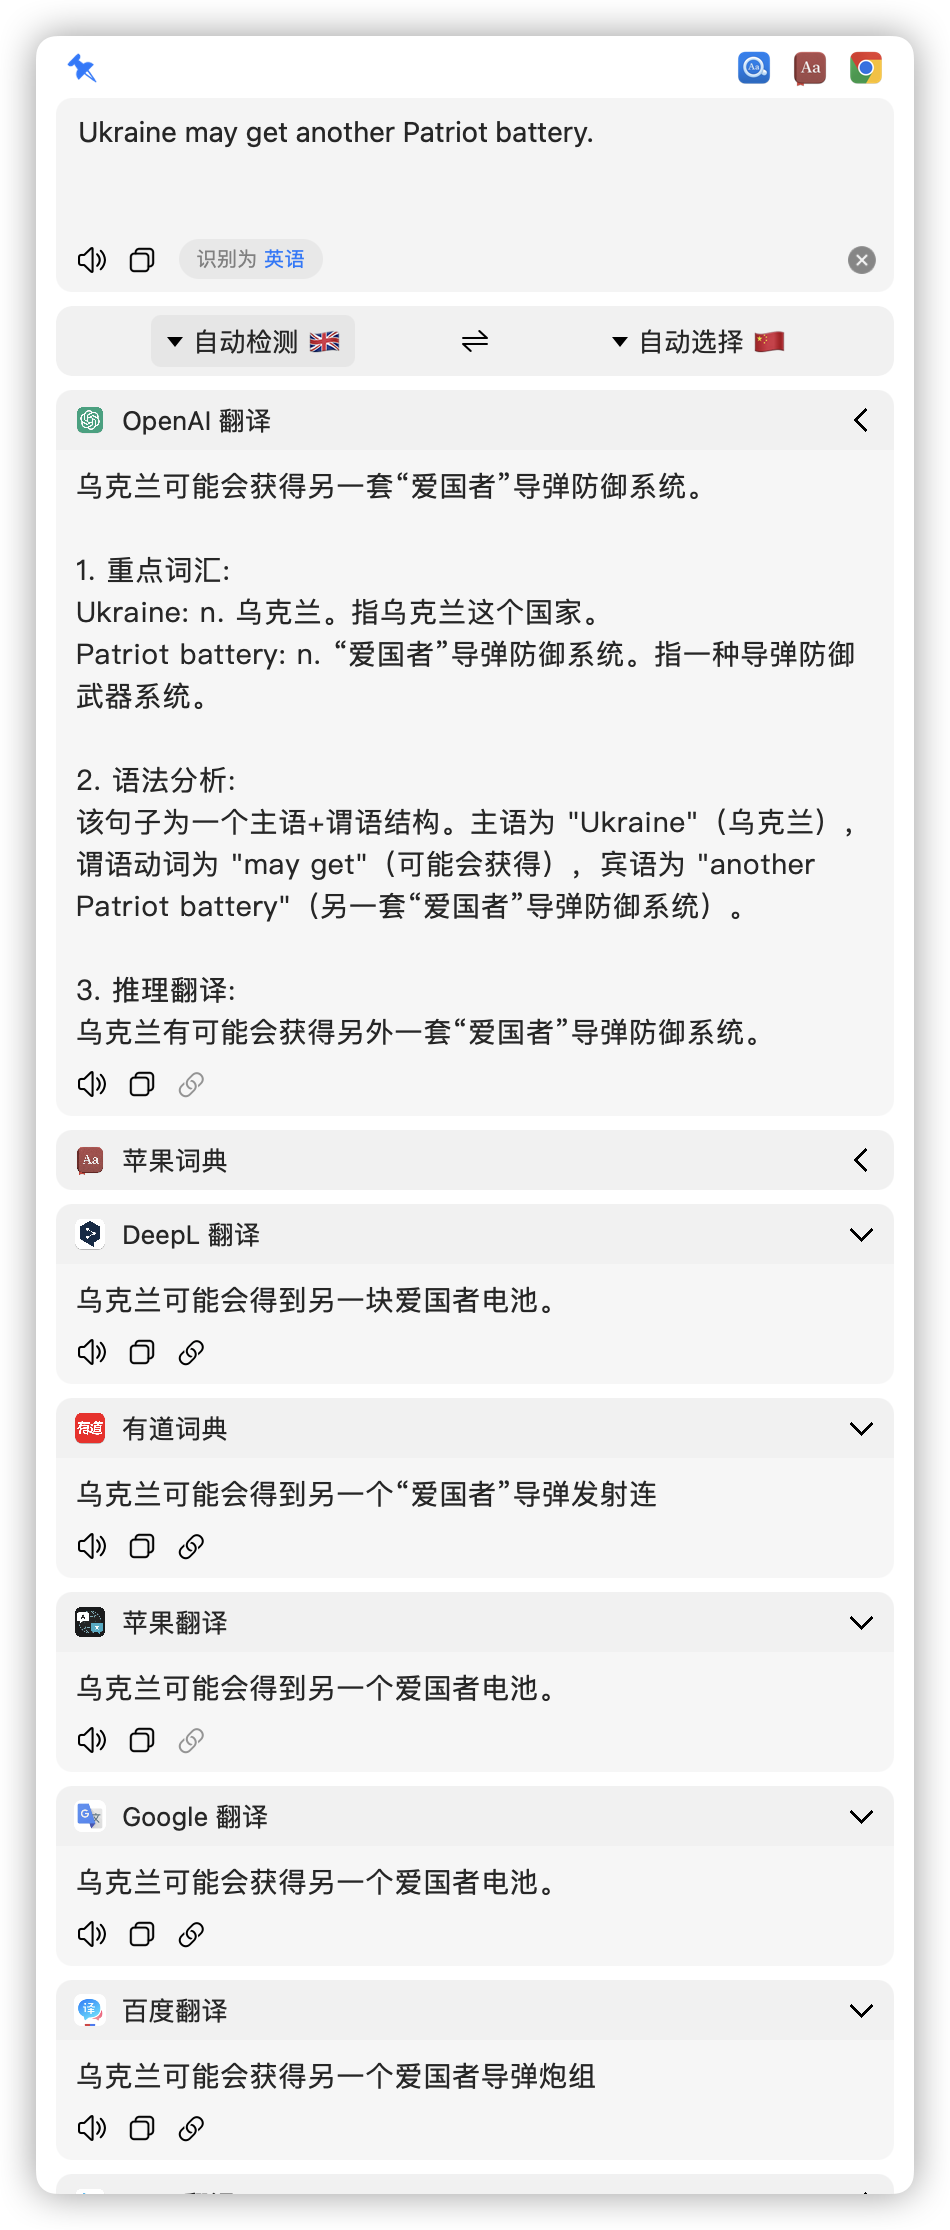 Ukraine may get another Patriot battery.
识别为 英语
自动检测
自动选择
OpenAI 翻译
乌克兰可能会获得另一套“爱国者”导弹防御系统。
1. 重点词汇:
Ukraine: n. 乌克兰。指乌克兰这个国家。
Patriot battery: n. “爱国者”导弹防御系统。指一种导弹防御
武器系统。
2. 语法分析:
该句子为一个主语+谓语结构。主语为 "Ukraine"（乌克兰），
谓语动词为 "may get"（可能会获得），宾语为 "another
Patriot battery"（另一套“爱国者”导弹防御系统）。
3. 推理翻译:
乌克兰有可能会获得另外一套“爱国者”导弹防御系统。
苹果词典
DeepL 翻译
乌克兰可能会得到另一块爱国者电池。
有道词典
乌克兰可能会得到另一个“爱国者”导弹发射连
苹果翻译
乌克兰可能会得到另一个爱国者电池。
Google 翻译
乌克兰可能会获得另一个爱国者电池。
百度翻译
乌克兰可能会获得另一个爱国者导弹炮组